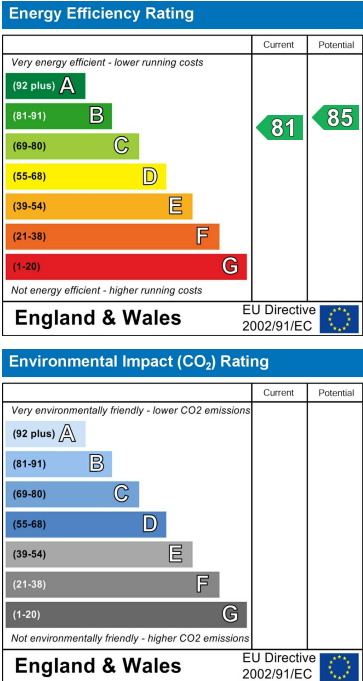 Energy Efficiency Rating
Current Potential
Very energy efficient - lower running costs
(92 plus) A
(81-91) B
(69-80) C
(55-68) D
(39-54) E
(21-38) F
(1-20) G
81
85
Not energy efficient - higher running costs
England & Wales
EU Directive
2002/91/EC
Environmental Impact (CO₂) Rating
Current Potential
Very environmentally friendly - lower CO2 emissions
(92 plus) A
(81-91) B
(69-80) C
(55-68) D
(39-54) E
(21-38) F
(1-20) G
Not environmentally friendly - higher CO2 emissions
England & Wales
EU Directive
2002/91/EC